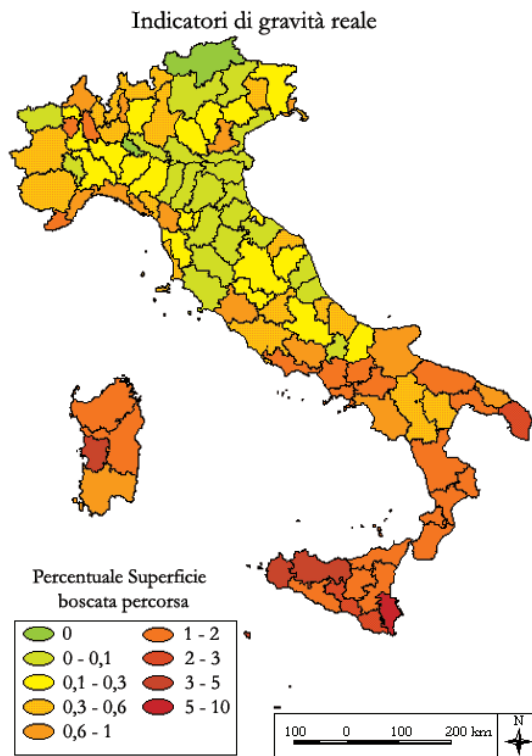 Indicatori di gravità reale
Percentuale Superficie
boscata percorsa
0
0 - 0,1
0,1 - 0,3
0,3 - 0,6
0,6 - 1
1 - 2
2 - 3
3 - 5
5 - 10
100 0 100 200 km
N